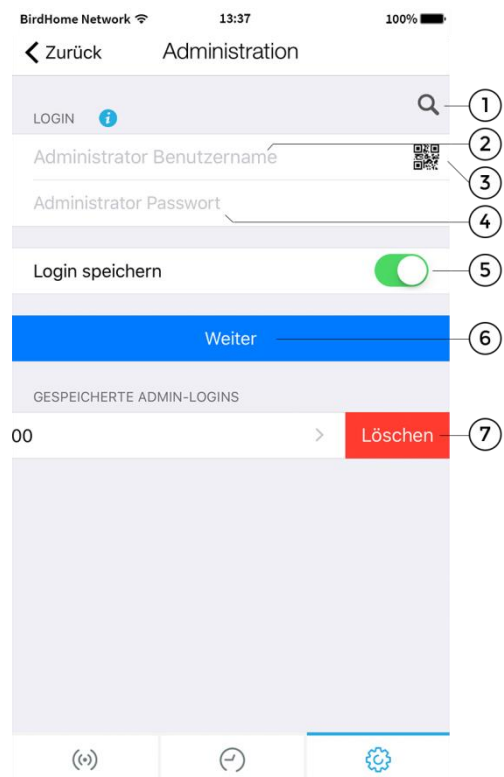 BirdHome Network 13:37 100%
Zurück Administration
1
LOGIN i
2
Administrator Benutzername
3
Administrator Passwort
4
Login speichern
5
Weiter
6
GESPEICHERTE ADMIN-LOGINS
00 > Löschen
7